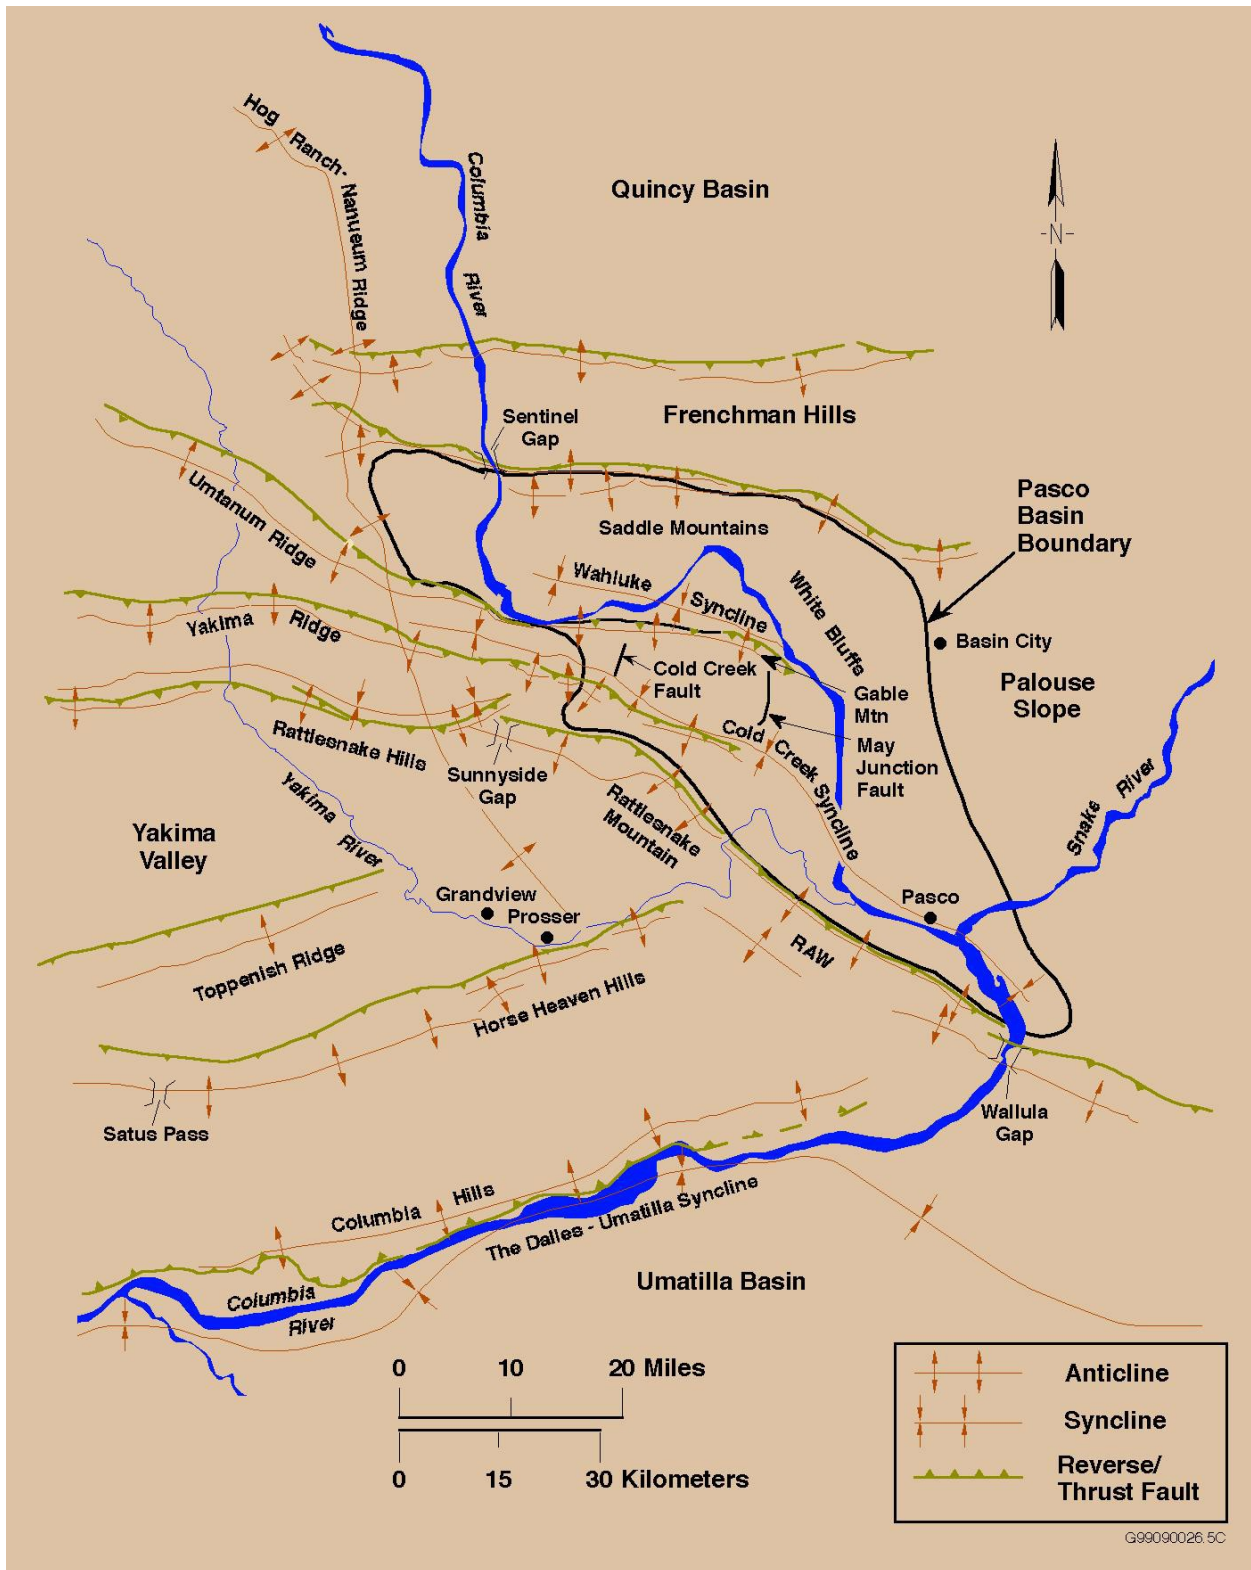 Hog Ranch-
Nanueum Ridge
Columbia
River
Quincy Basin
-N-
Sentinel
Gap
Frenchman Hills
Umtanum Ridge
Saddle Mountains
Pasco
Basin
Boundary
Wahluke
Syncline
White Bluffs
Yakima Ridge
Cold Creek
Fault
Basin City
Palouse
Slope
Gable
Mtn
Rattlesnake Hills
Sunnyside
Gap
Cold Creek Syncline
May
Junction
Fault
Yakima
River
Rattlesnake
Mountain
Snake River
Yakima
Valley
Grandview
Prosser
Pasco
RAW
Toppenish Ridge
Horse Heaven Hills
Satus Pass
Wallula
Gap
Columbia Hills
The Dalles - Umatilla Syncline
Columbia
River
Umatilla Basin
0 10 20 Miles
0 15 30 Kilometers
Anticline
Syncline
Reverse/
Thrust Fault
G99090026.5C